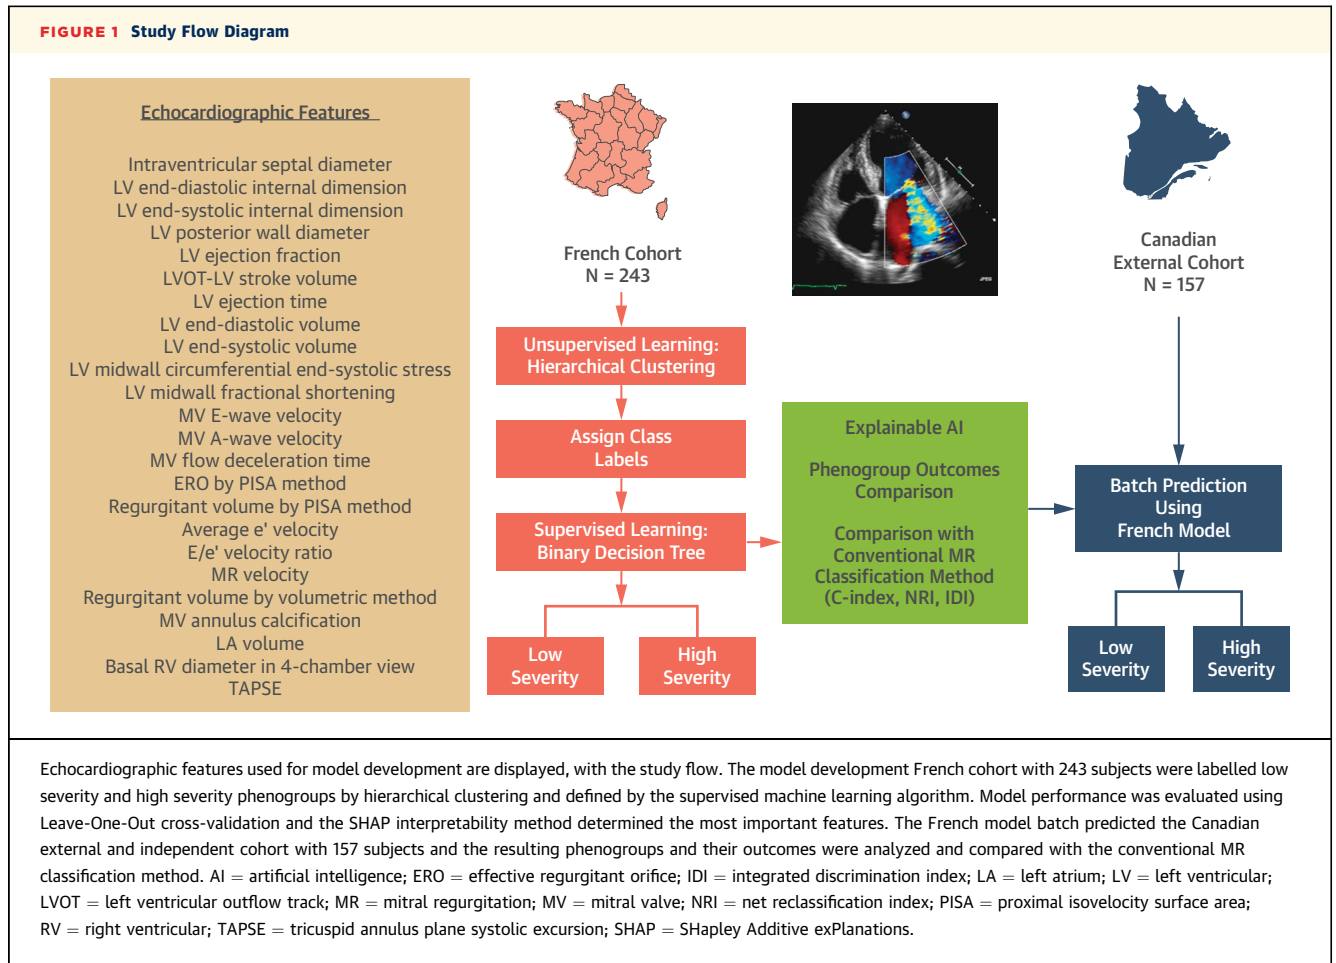 FIGURE 1 Study Flow Diagram
Echocardiographic Features
Intraventricular septal diameter
LV end-diastolic internal dimension
LV end-systolic internal dimension
LV posterior wall diameter
LV ejection fraction
LVOT-LV stroke volume
LV ejection time
LV end-diastolic volume
LV end-systolic volume
LV midwall circumferential end-systolic stress
LV midwall fractional shortening
MV E-wave velocity
MV A-wave velocity
MV flow deceleration time
ERO by PISA method
Regurgitant volume by PISA method
Average e' velocity
E/e' velocity ratio
MR velocity
Regurgitant volume by volumetric method
MV annulus calcification
LA volume
Basal RV diameter in 4-chamber view
TAPSE
French Cohort
N = 243
Unsupervised Learning:
Hierarchical Clustering
Assign Class
Labels
Supervised Learning:
Binary Decision Tree
Low
Severity
High
Severity
JPEG
Explainable AI
Phenogroup Outcomes
Comparison
Comparison with
Conventional MR
Classification Method
(C-index, NRI, IDI)
Canadian
External Cohort
N = 157
Batch Prediction
Using
French Model
Low
Severity
High
Severity
Echocardiographic features used for model development are displayed, with the study flow. The model development French cohort with 243 subjects were labelled low
severity and high severity phenogroups by hierarchical clustering and defined by the supervised machine learning algorithm. Model performance was evaluated using
Leave-One-Out cross-validation and the SHAP interpretability method determined the most important features. The French model batch predicted the Canadian
external and independent cohort with 157 subjects and the resulting phenogroups and their outcomes were analyzed and compared with the conventional MR
classification method. AI = artificial intelligence; ERO = effective regurgitant orifice; IDI = integrated discrimination index; LA = left atrium; LV = left ventricular;
LVOT = left ventricular outflow track; MR = mitral regurgitation; MV = mitral valve; NRI = net reclassification index; PISA = proximal isovelocity surface area;
RV = right ventricular; TAPSE = tricuspid annulus plane systolic excursion; SHAP = SHapley Additive exPlanations.